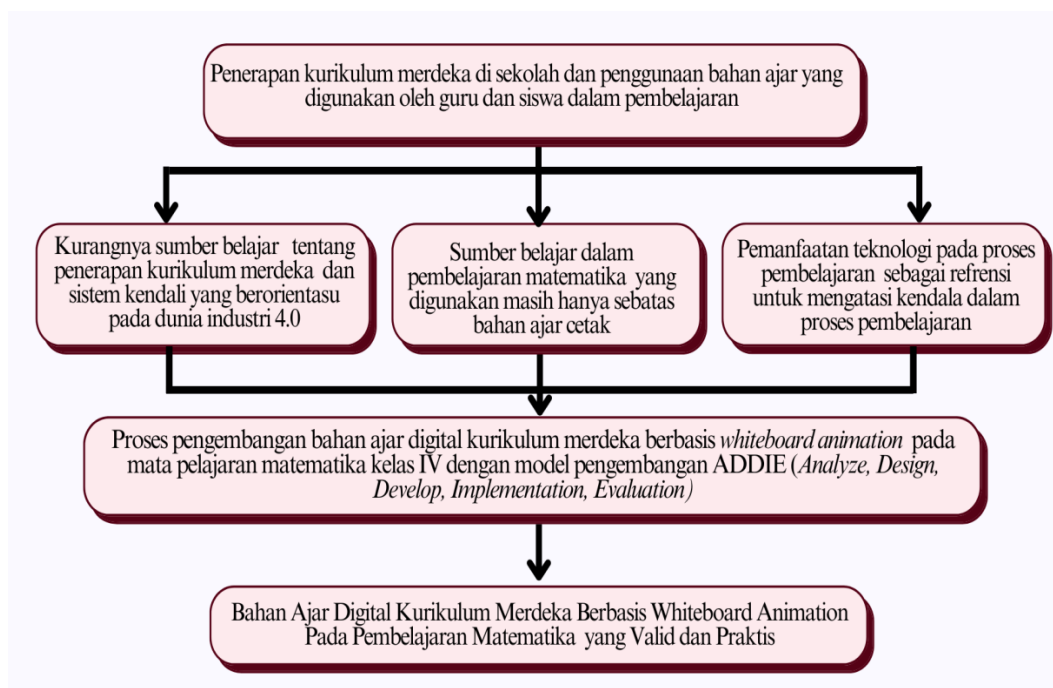 Penerapan kurikulum merdeka di sekolah dan penggunaan bahan ajar yang
digunakan oleh guru dan siswa dalam pembelajaran
Kurangnya sumber belajar tentang
penerapan kurikulum merdeka dan
sistem kendali yang berorientasu
pada dunia industri 4.0
Sumber belajar dalam
pembelajaran matematika yang
digunakan masih hanya sebatas
bahan ajar cetak
Pemanfaatan teknologi pada proses
pembelajaran sebagai refrensi
untuk mengatasi kendala dalam
proses pembelajaran
Proses pengembangan bahan ajar digital kurikulum merdeka berbasis whiteboard animation pada
mata pelajaran matematika kelas IV dengan model pengembangan ADDIE (Analyze, Design,
Develop, Implementation, Evaluation)
Bahan Ajar Digital Kurikulum Merdeka Berbasis Whiteboard Animation
Pada Pembelajaran Matematika yang Valid dan Praktis